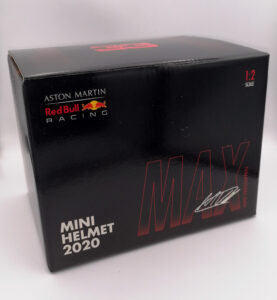 ASTON MARTIN
Red Bull
RACING
1:2
SCALE
MAX
MINI
HELMET
2020